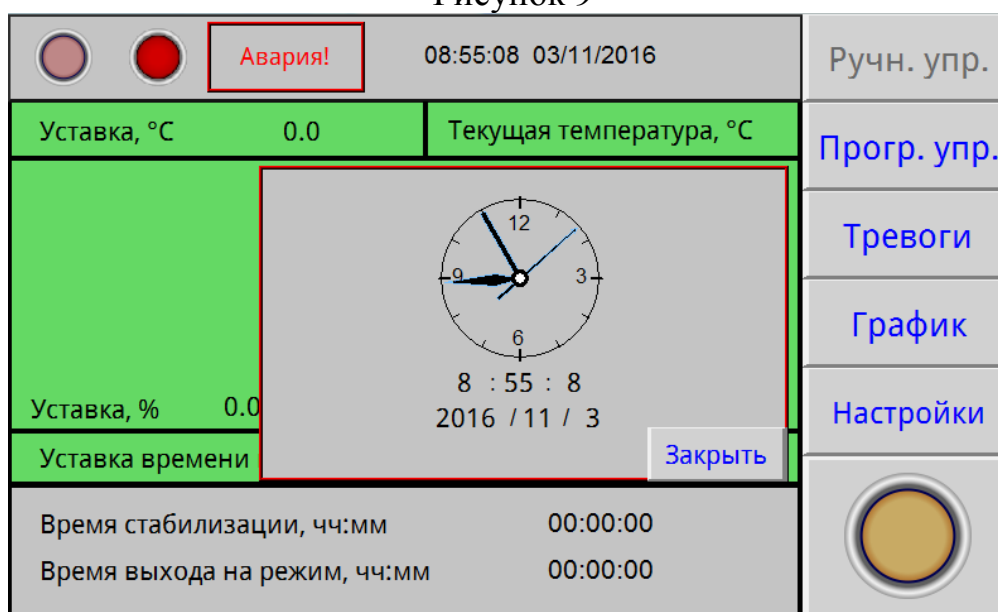 Рисунок 9
Авария!
08:55:08 03/11/2016
Ручн. упр.
Уставка, °C 0.0
Текущая температура, °C
Прогр. упр.
Тревоги
График
Настройки
12
9
3
6
8 : 55 : 8
2016 / 11 / 3
Закрыть
Уставка, % 0.0
Уставка времени
Время стабилизации, чч:мм 00:00:00
Время выхода на режим, чч:мм 00:00:00